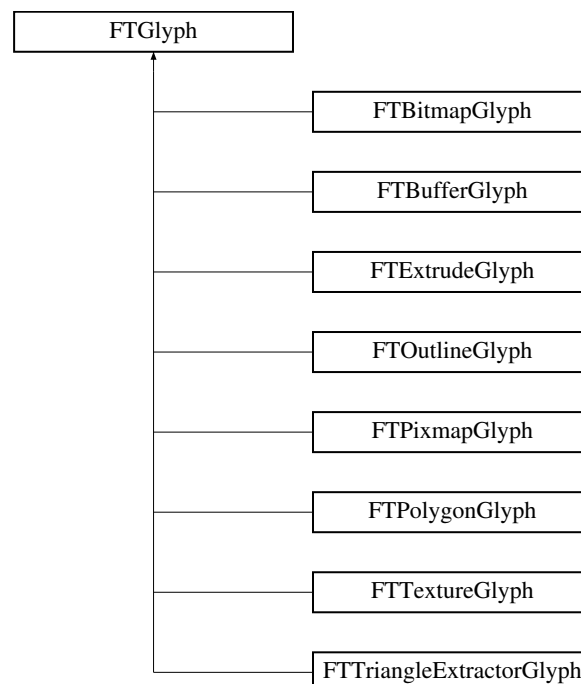 FTGlyph
FTBitmapGlyph
FTBufferGlyph
FTExtrudeGlyph
FTOutlineGlyph
FTPixmapGlyph
FTPolygonGlyph
FTTextureGlyph
FTTriangleExtractorGlyph